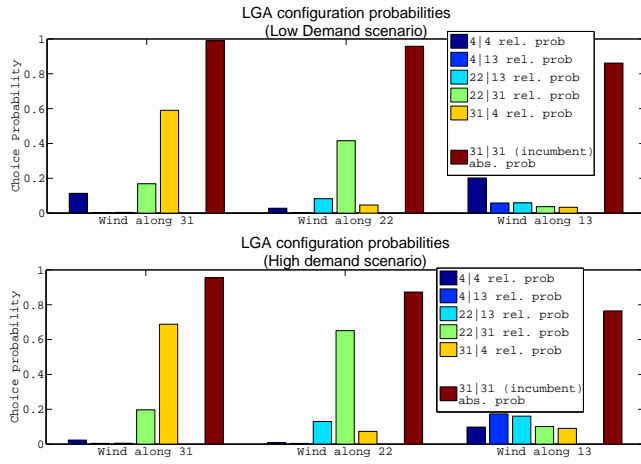 LGA configuration probabilities
(Low Demand scenario)
Choice Probability
1
0.8
0.6
0.4
0.2
0
4|4 rel. prob
4|13 rel. prob
22|13 rel. prob
22|31 rel. prob
31|4 rel. prob
31|31 (incumbent)
abs. prob
Wind along 31
Wind along 22
Wind along 13
LGA configuration probabilities
(High demand scenario)
Choice probability
1
0.8
0.6
0.4
0.2
0
4|4 rel. prob
4|13 rel. prob
22|13 rel. prob
22|31 rel. prob
31|4 rel. prob
31|31 (incumbent)
abs. prob
Wind along 31
Wind along 22
Wind along 13